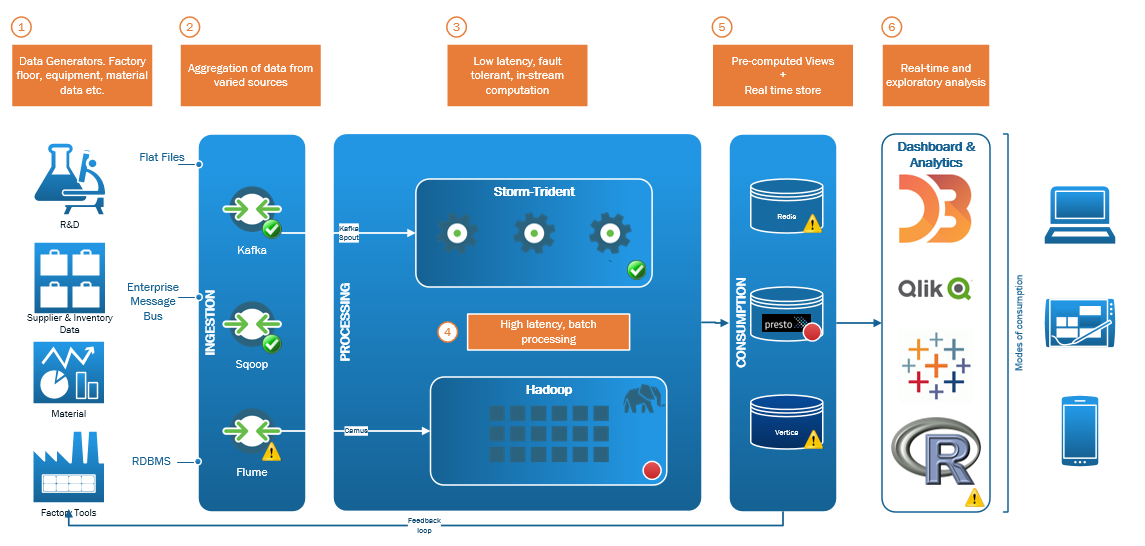 1
2
3
5
6
Data Generators. Factory
floor, equipment, material
data etc.
Aggregation of data from
varied sources
Low latency, fault
tolerant, in-stream
computation
Pre-computed Views
+
Real time store
Real-time and
exploratory analysis
R&D
Supplier & Inventory
Data
Material
Factory Tools
Flat Files
Enterprise
Message
Bus
RDBMS
INGESTION
Kafka
Sqoop
Flume
Kafka
Spout
Camus
PROCESSING
Storm-Trident
4
High latency, batch
processing
Hadoop
CONSUMPTION
Redis
presto
Vertica
Dashboard &
Analytics
D3
Qlik Q
R
Modes of consumption
Feedback
loop